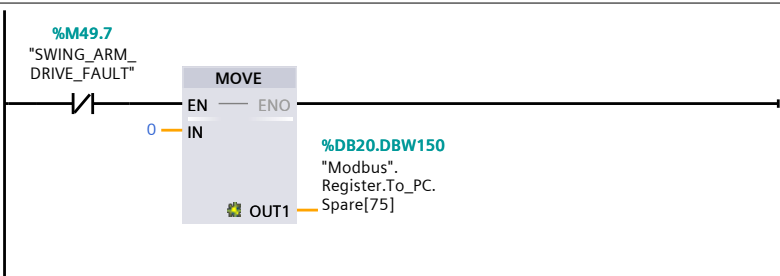 %M49.7
"SWING_ARM_
DRIVE_FAULT"
MOVE
EN
ENO
0
IN
%DB20.DBW150
"Modbus".
Register.To_PC.
Spare[75]
OUT1